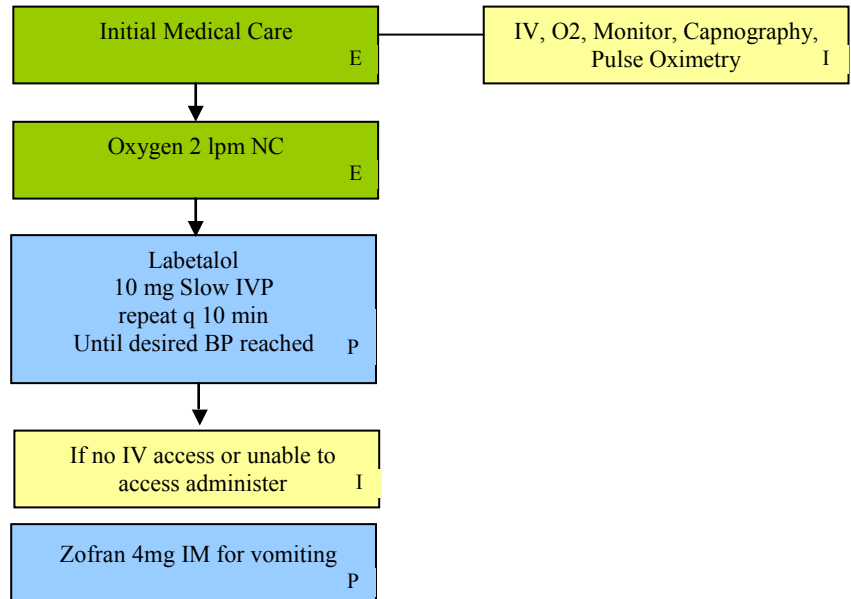 Initial Medical Care
E
IV, O2, Monitor, Capnography,
Pulse Oximetry I
Oxygen 2 lpm NC
E
Labetalol
10 mg Slow IVP
repeat q 10 min
Until desired BP reached P
If no IV access or unable to
access administer I
Zofran 4mg IM for vomiting
P